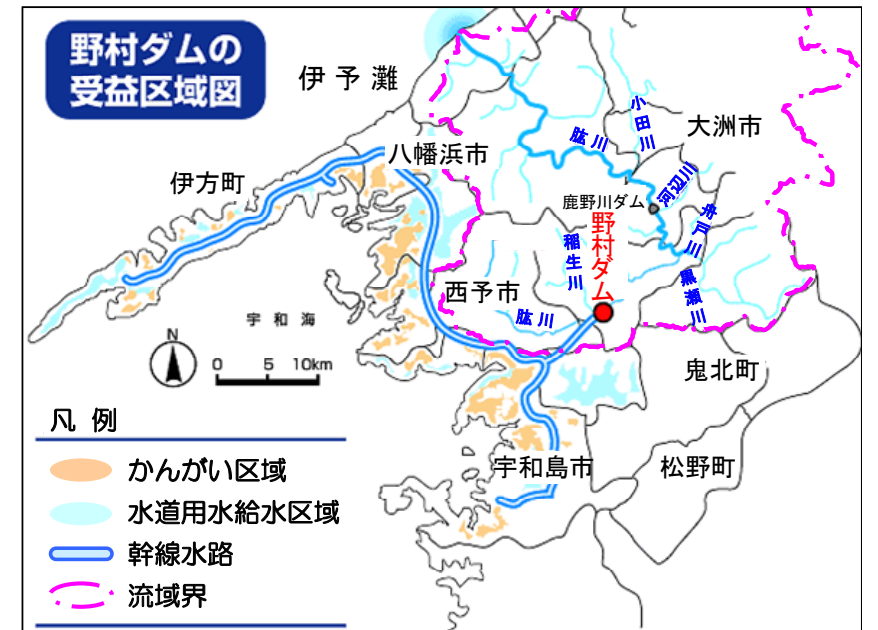 野村ダムの
受益区域図
伊予灘
小田川
大洲市
肱川
八幡浜市
河辺川
伊方町
鹿野川ダム
舟戸川
野村ダム
稲生川
黒瀬川
西予市
肱川
宇和海
N
0 5 10km
鬼北町
凡例
宇和島市
松野町
かんがい区域
水道用水給水区域
幹線水路
流域界